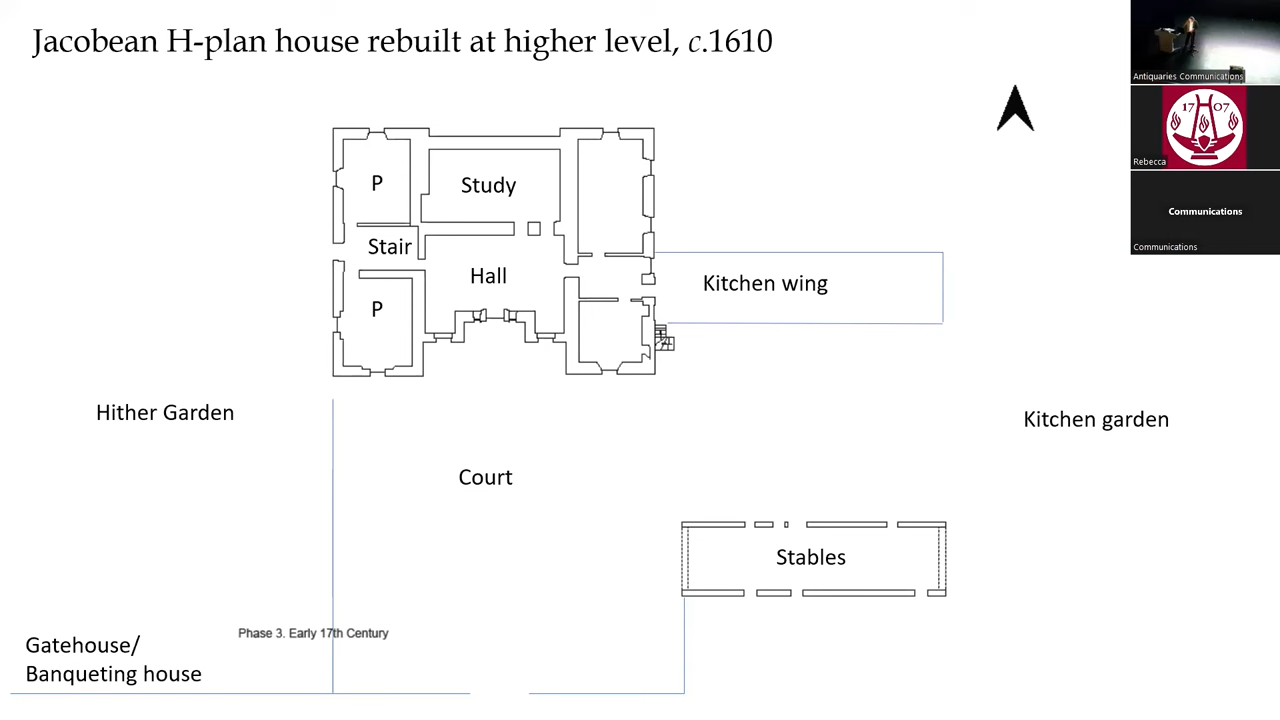 Jacobean H-plan house rebuilt at higher level, c.1610
Antiquaries Communications
17 07
Rebecca
Communications
Communications
P
Study
Stair
Hall
Kitchen wing
P
Hither Garden
Kitchen garden
Court
Stables
Phase 3. Early 17th Century
Gatehouse/
Banqueting house